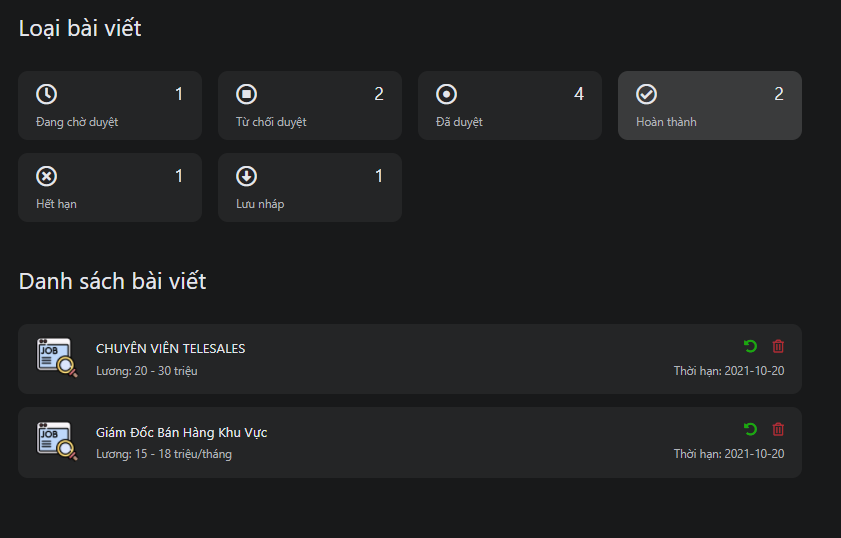 Loại bài viết
1
Đang chờ duyệt
2
Từ chối duyệt
4
Đã duyệt
2
Hoàn thành
1
Hết hạn
1
Lưu nháp
Danh sách bài viết
JOB
CHUYÊN VIÊN TELESALES
Lương: 20 - 30 triệu
Thời hạn: 2021-10-20
JOB
Giám Đốc Bán Hàng Khu Vực
Lương: 15 - 18 triệu/tháng
Thời hạn: 2021-10-20